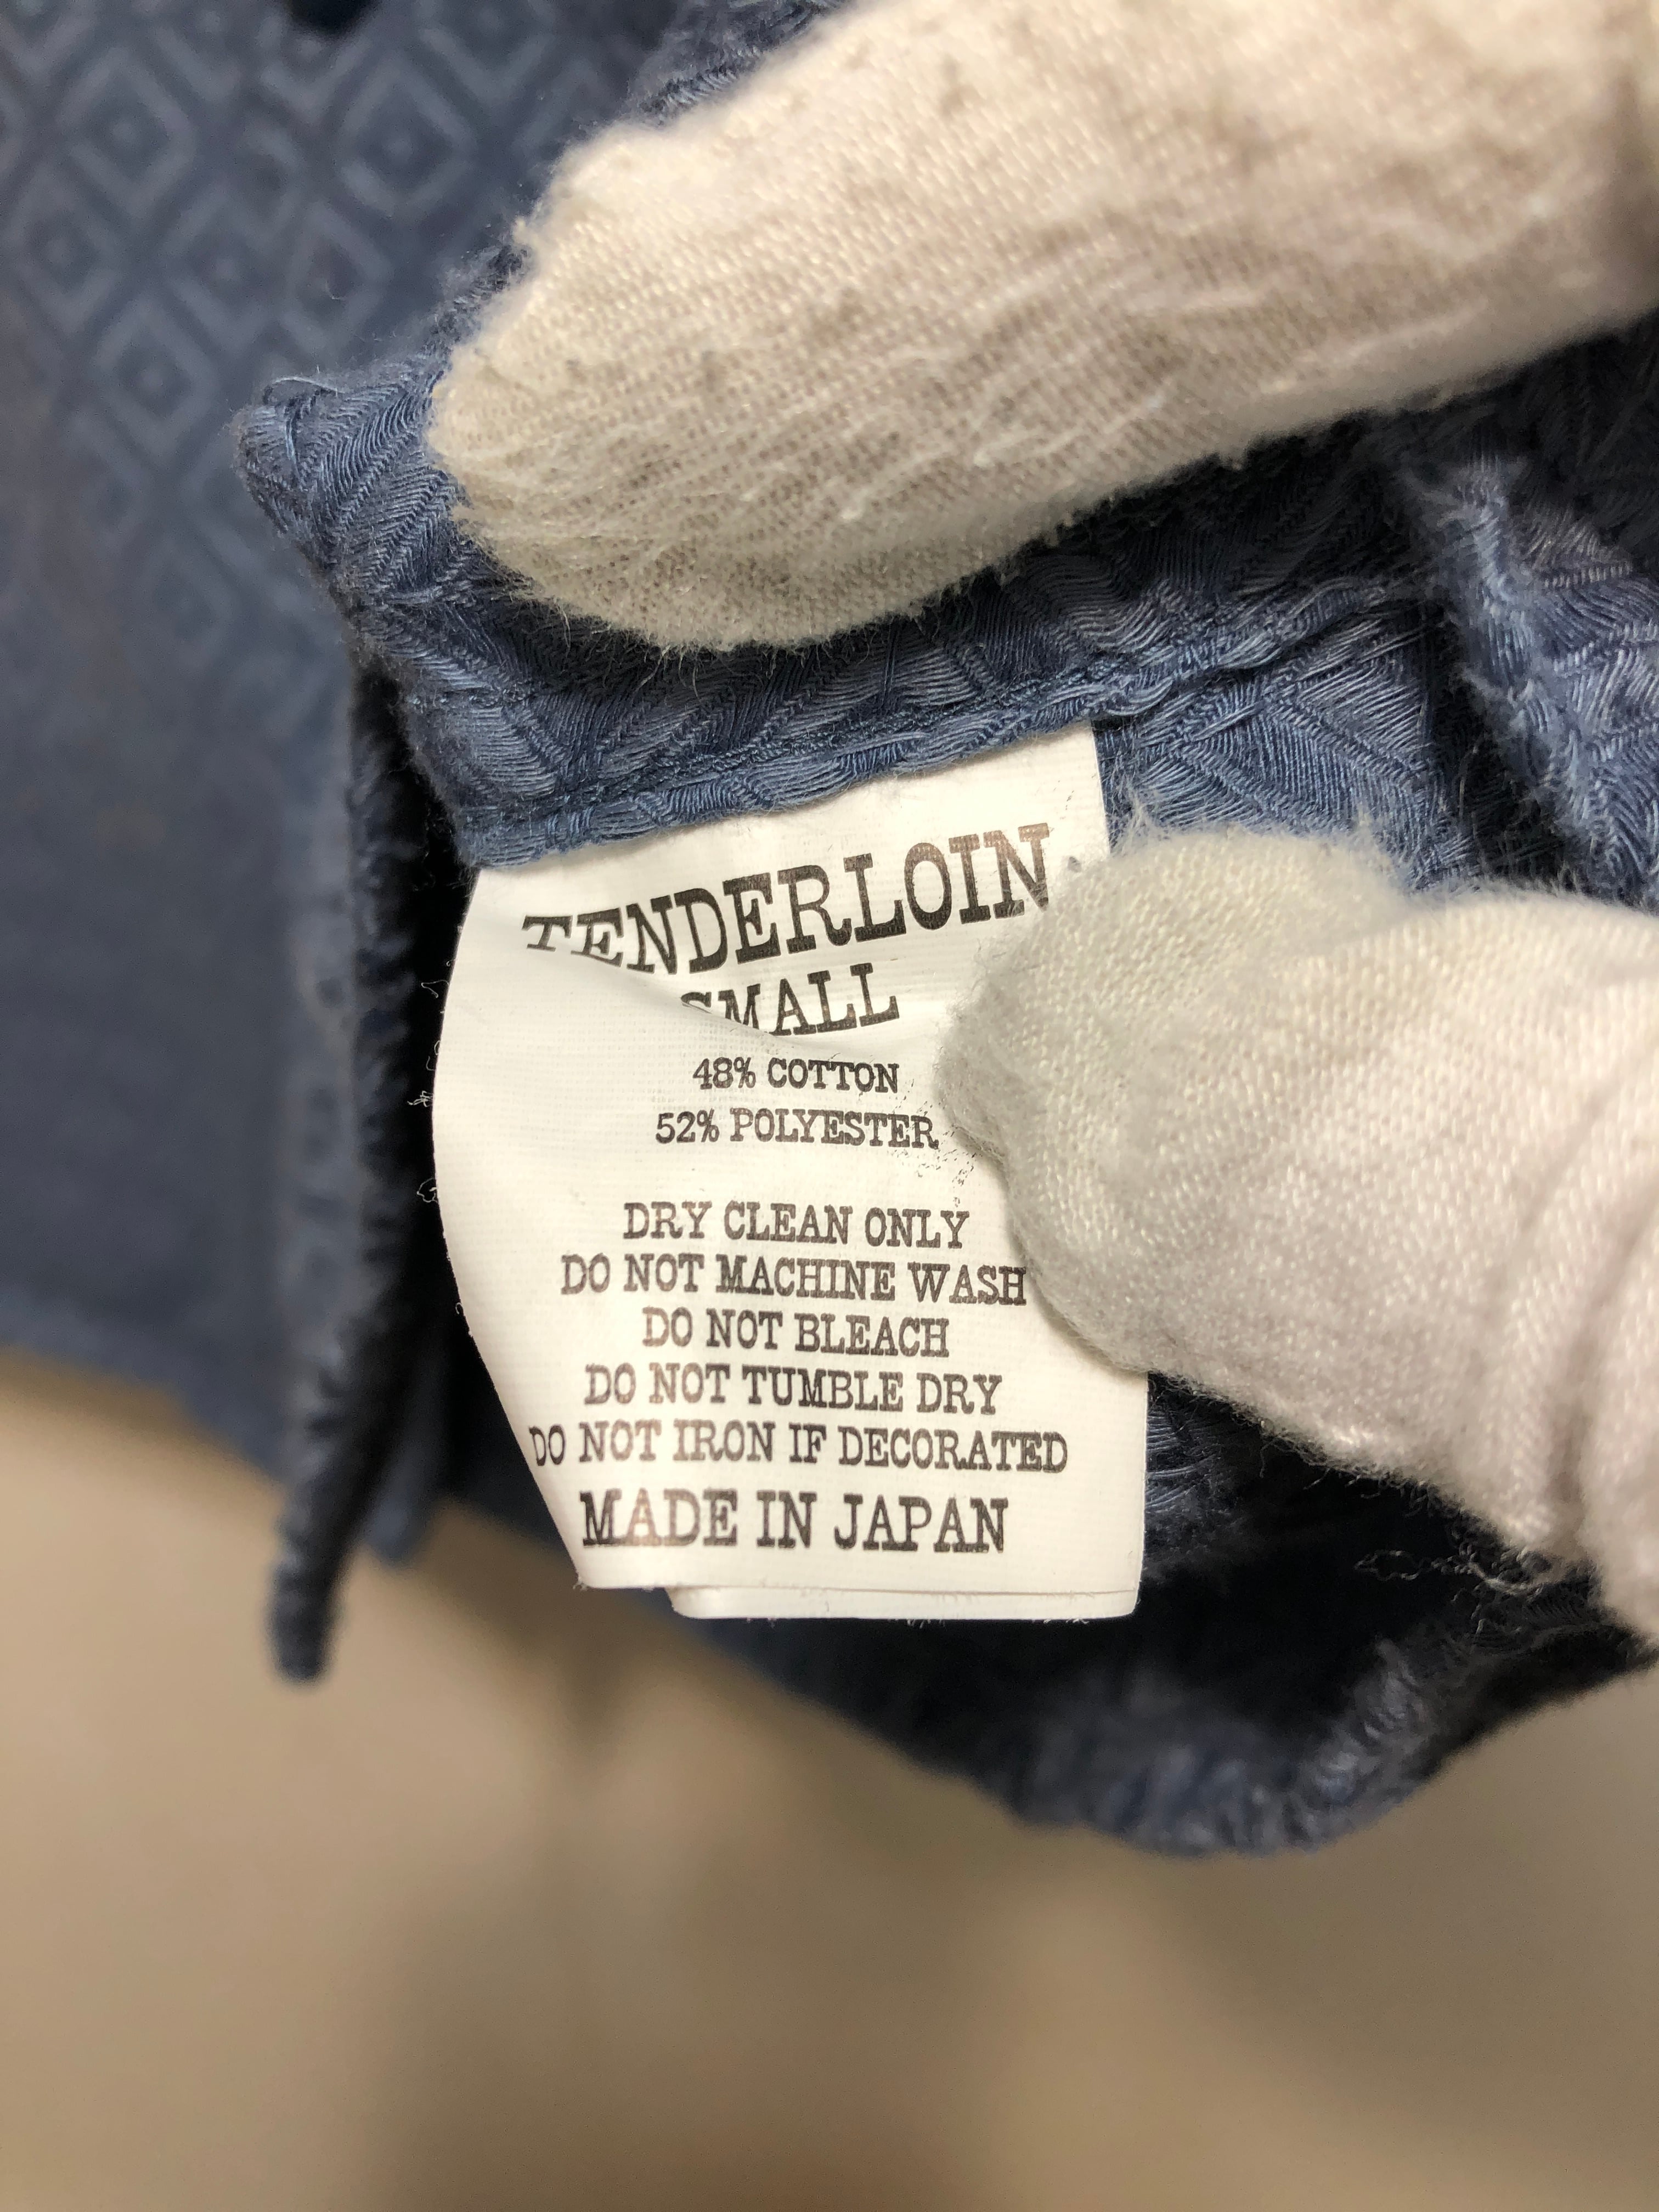 TENDERLOIN
SMALL
48% COTTON
52% POLYESTER
DRY CLEAN ONLY
DO NOT MACHINE WASH
DO NOT BLEACH
DO NOT TUMBLE DRY
DO NOT IRON IF DECORATED
MADE IN JAPAN